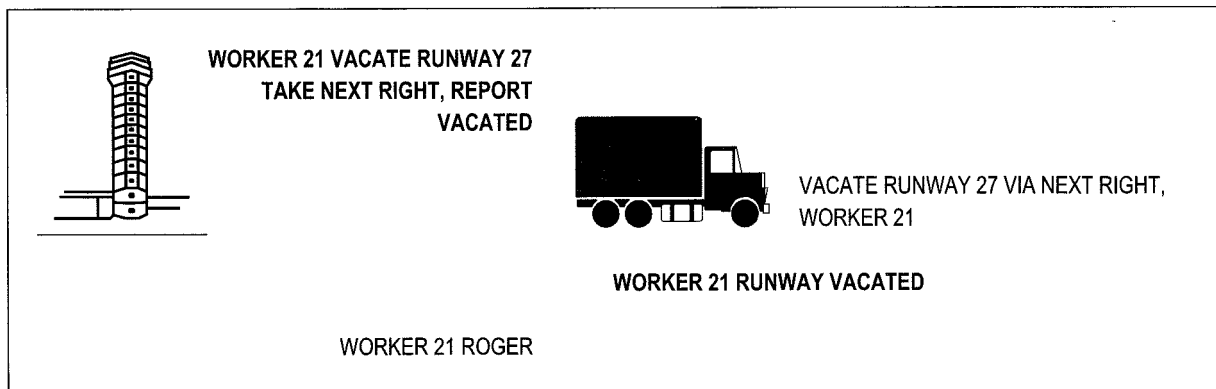 WORKER 21 VACATE RUNWAY 27
TAKE NEXT RIGHT, REPORT
VACATED
VACATE RUNWAY 27 VIA NEXT RIGHT,
WORKER 21
WORKER 21 RUNWAY VACATED
WORKER 21 ROGER